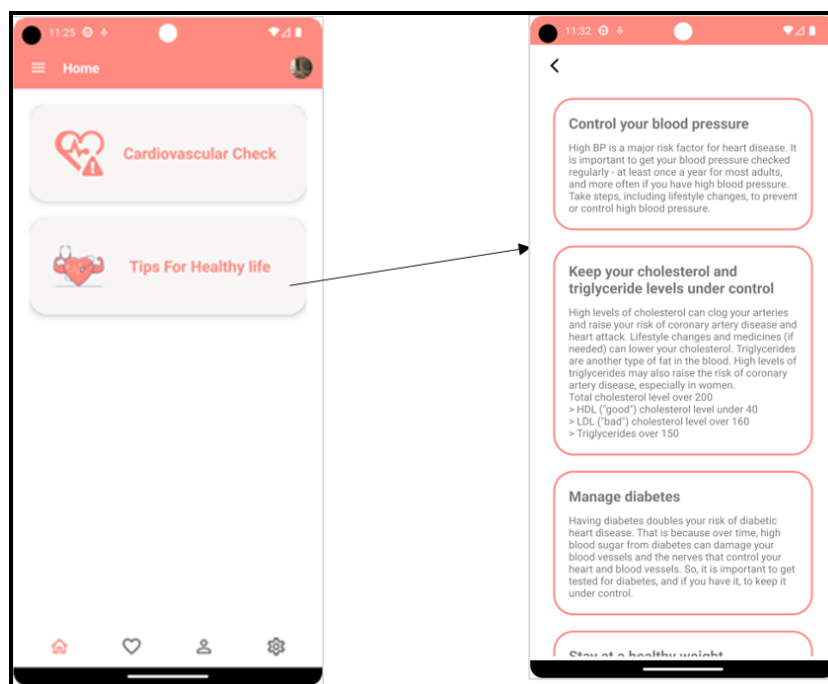 11:25
Home
Cardiovascular Check
Tips For Healthy life
11:32
Control your blood pressure
High BP is a major risk factor for heart disease. It
is important to get your blood pressure checked
regularly - at least once a year for most adults,
and more often if you have high blood pressure.
Take steps, including lifestyle changes, to prevent
or control high blood pressure.
Keep your cholesterol and
triglyceride levels under control
High levels of cholesterol can clog your arteries
and raise your risk of coronary artery disease and
heart attack. Lifestyle changes and medicines (if
needed) can lower your cholesterol. Triglycerides
are another type of fat in the blood. High levels of
triglycerides may also raise the risk of coronary
artery disease, especially in women.
Total cholesterol level over 200
> HDL ("good") cholesterol level under 40
> LDL ("bad") cholesterol level over 160
> Triglycerides over 150
Manage diabetes
Having diabetes doubles your risk of diabetic
heart disease. That is because over time, high
blood sugar from diabetes can damage your
blood vessels and the nerves that control your
heart and blood vessels. So, it is important to get
tested for diabetes, and if you have it, to keep it
under control.
Stay at a healthy weight